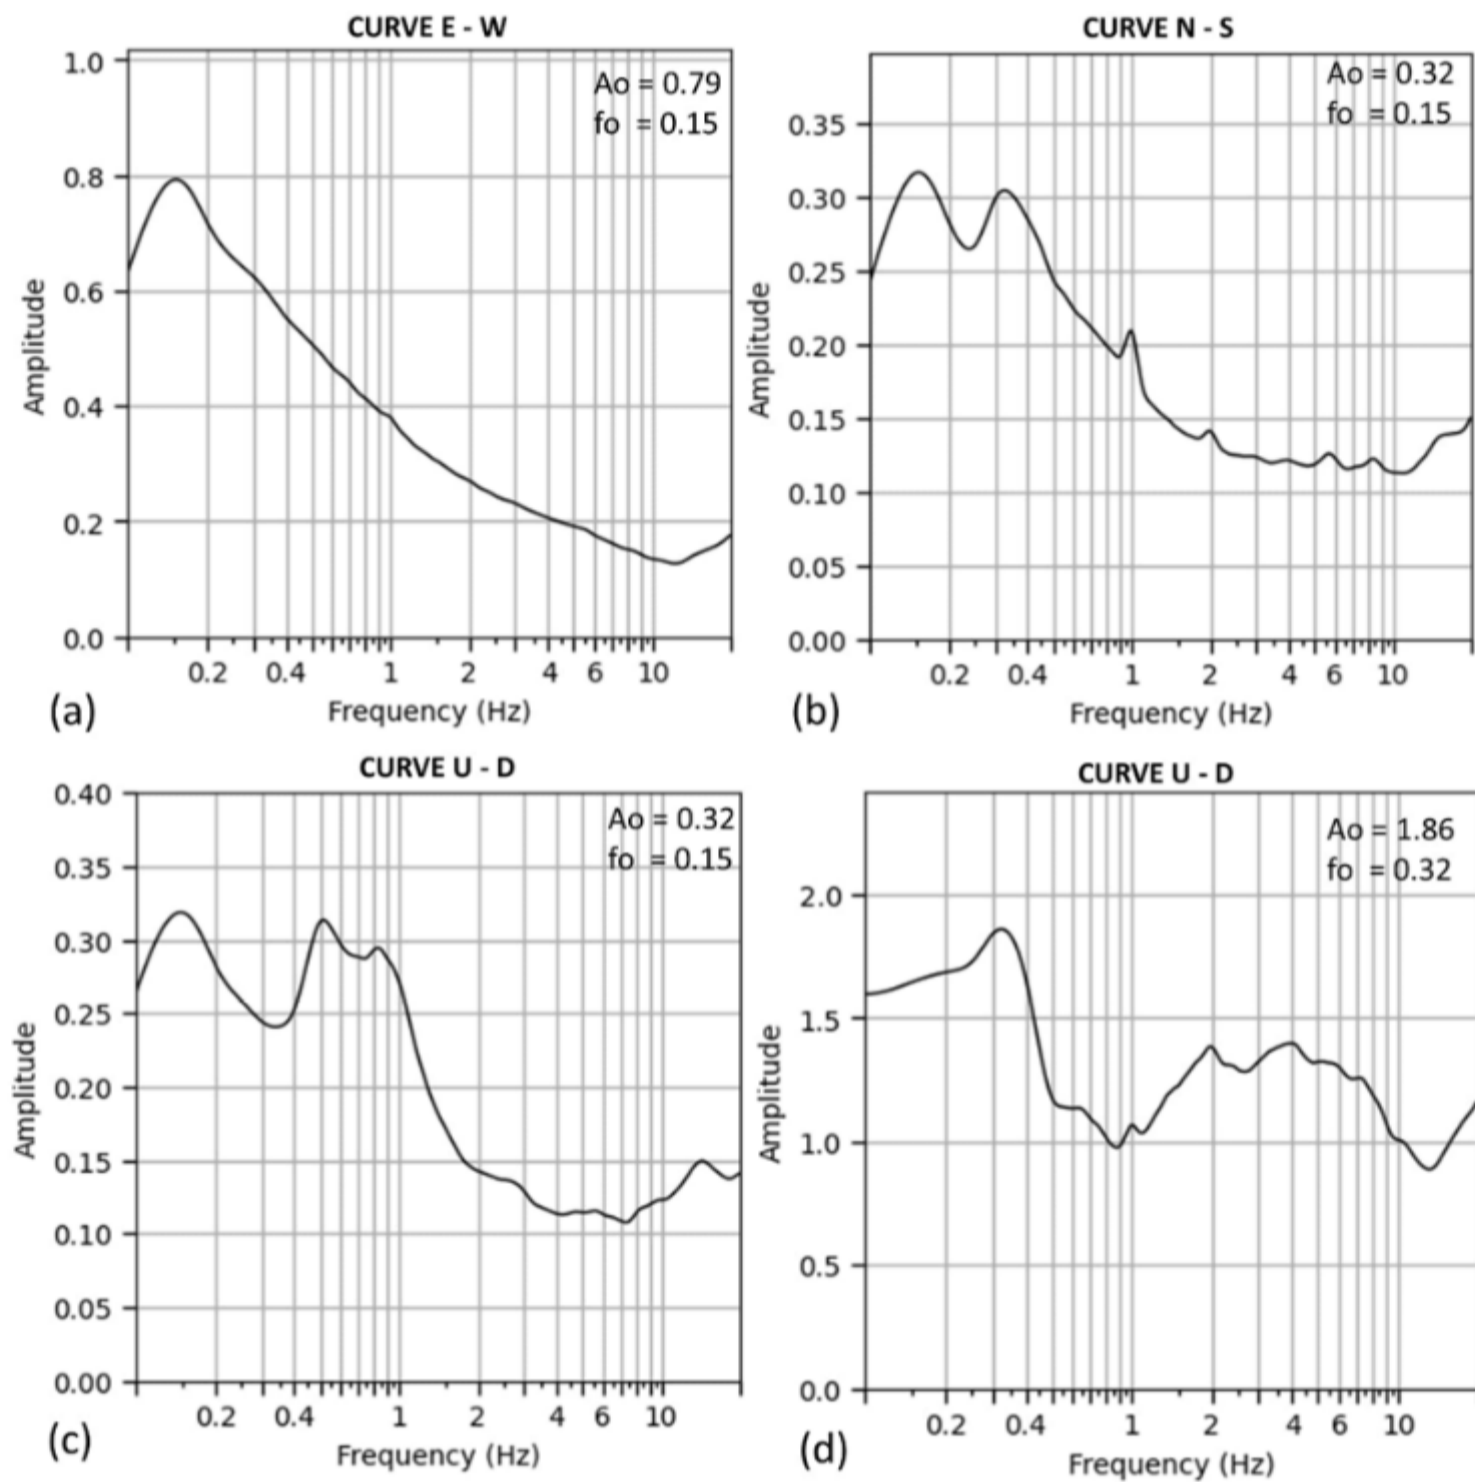 CURVE E - W
Ao = 0.79
fo = 0.15
1.0
0.8
0.6
0.4
0.2
0.0
Amplitude
0.2 0.4 1 2 4 6 10
Frequency (Hz)
(a)
CURVE N - S
Ao = 0.32
fo = 0.15
0.35
0.30
0.25
0.20
0.15
0.10
0.05
0.00
Amplitude
0.2 0.4 1 2 4 6 10
Frequency (Hz)
(b)
CURVE U - D
Ao = 0.32
fo = 0.15
0.40
0.35
0.30
0.25
0.20
0.15
0.10
0.05
0.00
Amplitude
0.2 0.4 1 2 4 6 10
Frequency (Hz)
(c)
CURVE U - D
Ao = 1.86
fo = 0.32
2.0
1.5
1.0
0.5
0.0
Amplitude
0.2 0.4 1 2 4 6 10
Frequency (Hz)
(d)